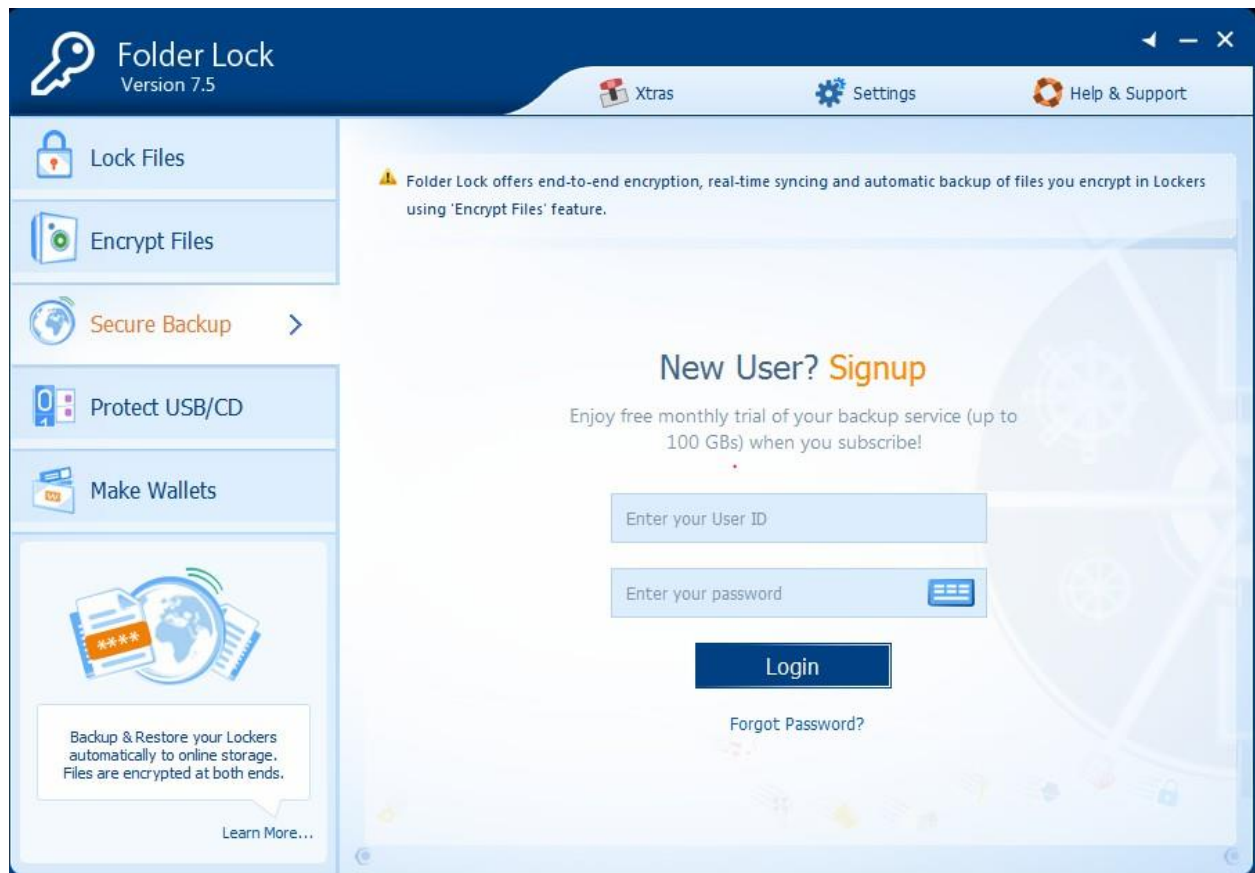 Folder Lock
Version 7.5
Xtras
Settings
Help & Support
Lock Files
Encrypt Files
Secure Backup
Protect USB/CD
Make Wallets
****
Backup & Restore your Lockers
automatically to online storage.
Files are encrypted at both ends.
Learn More...
Folder Lock offers end-to-end encryption, real-time syncing and automatic backup of files you encrypt in Lockers
using 'Encrypt Files' feature.
New User? Signup
Enjoy free monthly trial of your backup service (up to
100 GBs) when you subscribe!
Enter your User ID
Enter your password
Login
Forgot Password?